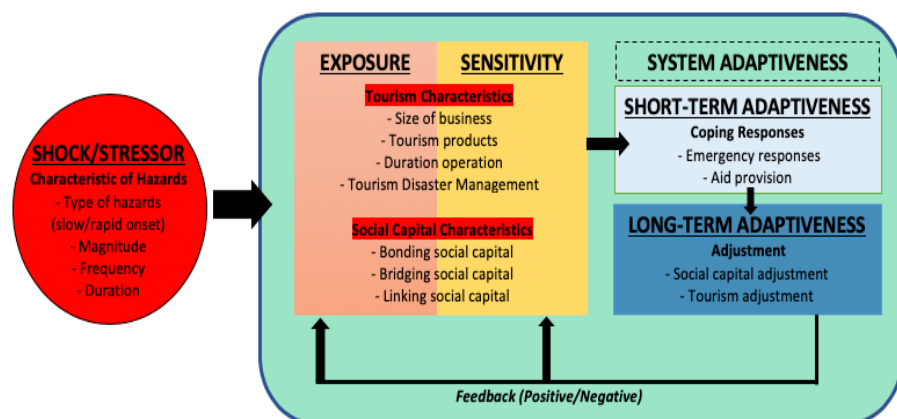 SHOCK/STRESSOR
Characteristic of Hazards
- Type of hazards
(slow/rapid onset)
- Magnitude
- Frequency
- Duration
EXPOSURE
SENSITIVITY
Tourism Characteristics
- Size of business
- Tourism products
- Duration operation
- Tourism Disaster Management
Social Capital Characteristics
- Bonding social capital
- Bridging social capital
- Linking social capital
SYSTEM ADAPTIVENESS
SHORT-TERM ADAPTIVENESS
Coping Responses
- Emergency responses
- Aid provision
LONG-TERM ADAPTIVENESS
Adjustment
- Social capital adjustment
- Tourism adjustment
Feedback (Positive/Negative)